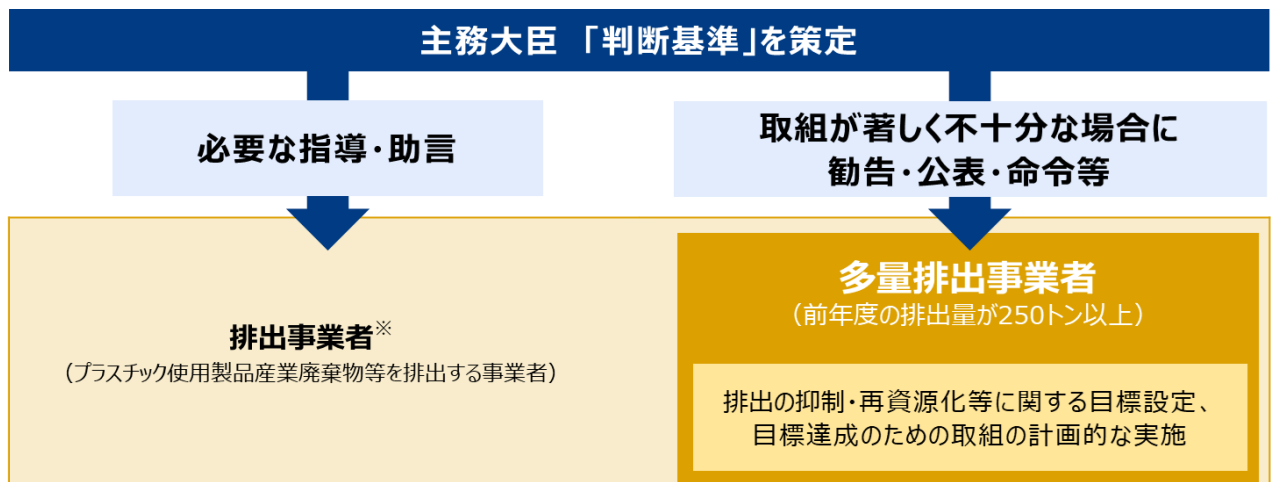 主務大臣 「判断基準」を策定
必要な指導・助言
取組が著しく不十分な場合に
勧告・公表・命令等
排出事業者※
（プラスチック使用製品産業廃棄物等を排出する事業者）
多量排出事業者
（前年度の排出量が250トン以上）
排出の抑制・再資源化等に関する目標設定、
目標達成のための取組の計画的な実施